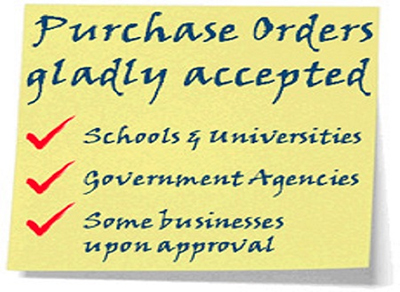 Purchase Orders
gladly accepted
Schools & Universities
Government Agencies
Some businesses
upon approval